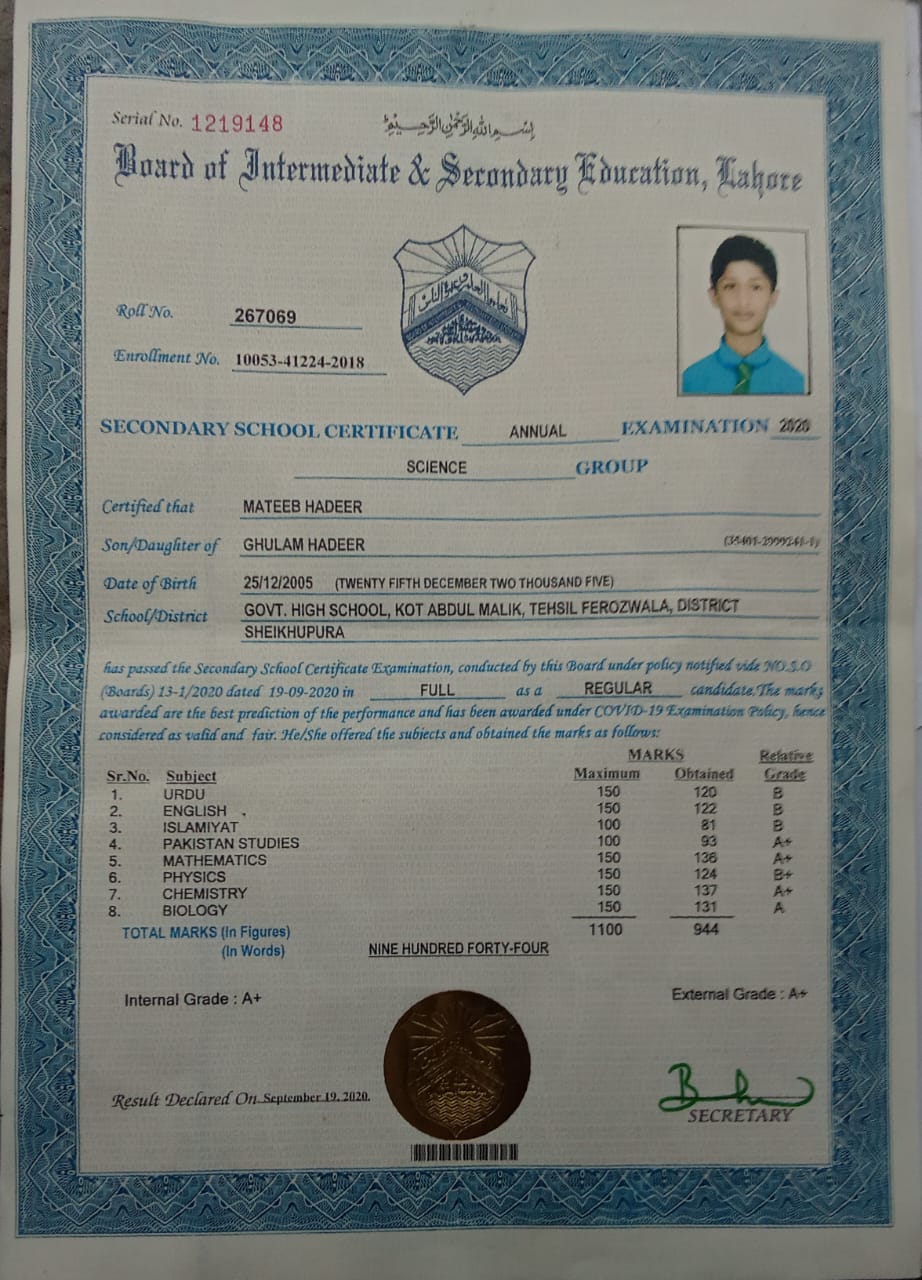 Serial No. 1219148
بسم الله الرحمن الرحيم
Board of Intermediate & Secondary Education, Lahore
Roll No. 267069
Enrollment No. 10053-41224-2018
SECONDARY SCHOOL CERTIFICATE ANNUAL EXAMINATION 2020
SCIENCE GROUP
Certified that MATEEB HADEER
Son/Daughter of GHULAM HADEER
Date of Birth 25/12/2005 (TWENTY FIFTH DECEMBER TWO THOUSAND FIVE)
School/District GOVT. HIGH SCHOOL, KOT ABDUL MALIK, TEHSIL FEROZWALA, DISTRICT
SHEIKHUPURA
has passed the Secondary School Certificate Examination, conducted by this Board under policy notified vide NO.S.O
(Boards) 13-1/2020 dated 19-09-2020 in FULL as a REGULAR candidate. The marks
awarded are the best prediction of the performance and has been awarded under COVID-19 Examination Policy, hence
considered as valid and fair. He/She offered the subjects and obtained the marks as follows:
MARKS Relative
Sr.No. Subject Maximum Obtained Grade
1. URDU 150 120 B
2. ENGLISH 150 122 B
3. ISLAMIYAT 100 81 B
4. PAKISTAN STUDIES 100 93 A+
5. MATHEMATICS 150 136 A+
6. PHYSICS 150 124 B+
7. CHEMISTRY 150 137 A+
8. BIOLOGY 150 131 A
TOTAL MARKS (In Figures) 1100 944
(In Words) NINE HUNDRED FORTY-FOUR
Internal Grade : A+ External Grade : A+
Result Declared On September 19, 2020.
SECRETARY